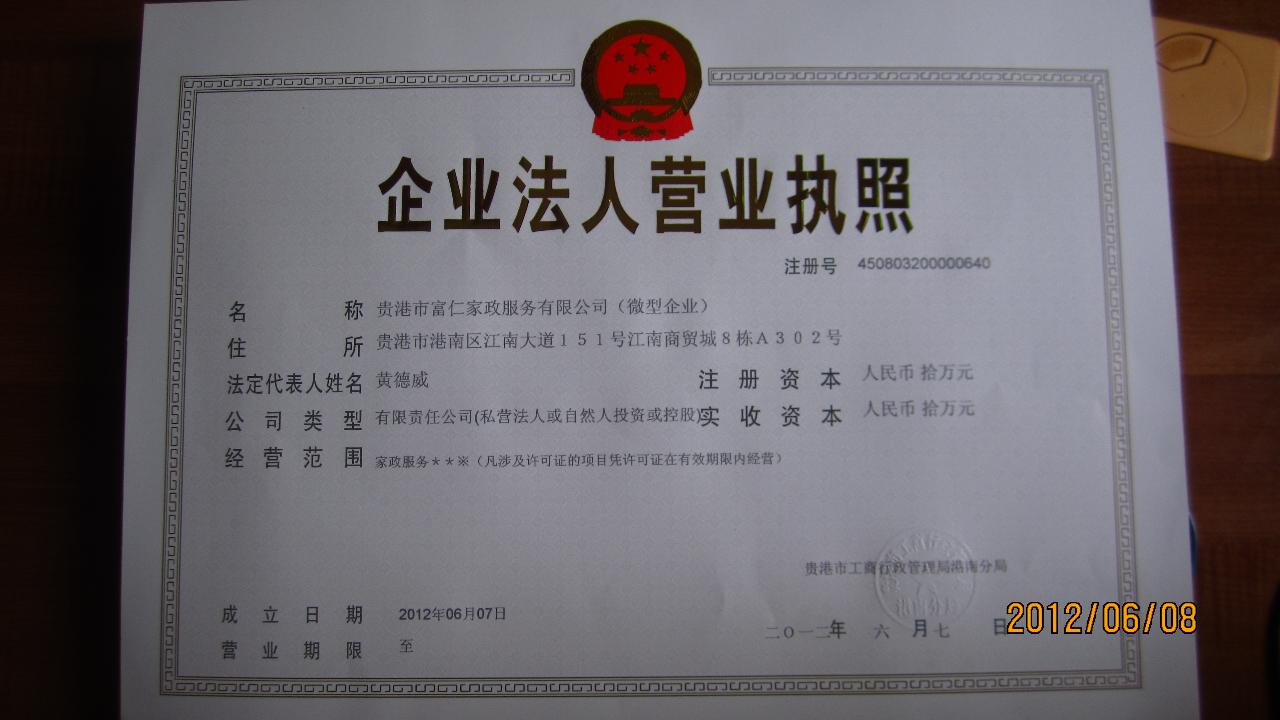 企业法人营业执照
注册号 450803200000640
名称 贵港市富仁家政服务有限公司（微型企业）
住所 贵港市港南区江南大道１５１号江南商贸城８栋Ａ３０２号
法定代表人姓名 黄德威 注册资本 人民币 拾万元
公司类型 有限责任公司(私营法人或自然人投资或控股) 实收资本 人民币 拾万元
经营范围 家政服务＊＊※（凡涉及许可证的项目凭许可证在有效期限内经营）
贵港市工商行政管理局港南分局
成立日期 2012年06月07日
二〇一二年 六 月七 日
营业期限 至
2012/06/08